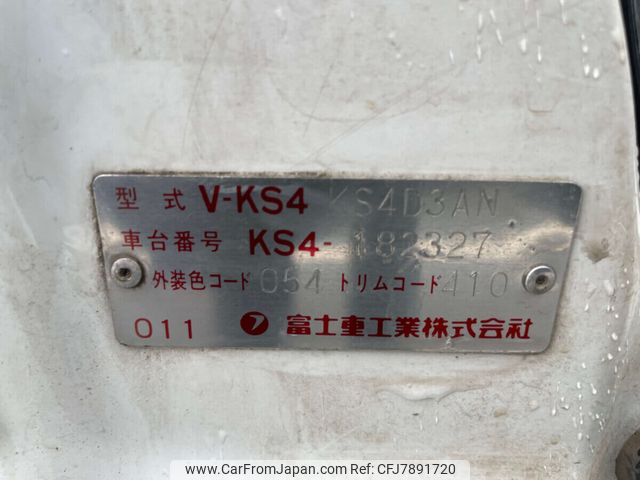 型式 V-KS4 KS4D3AN
車台番号 KS4-182327
外装色コード 054 トリムコード 410
011 フ 富士重工業株式会社
www.CarFromJapan.com | ID:CFJ7891720